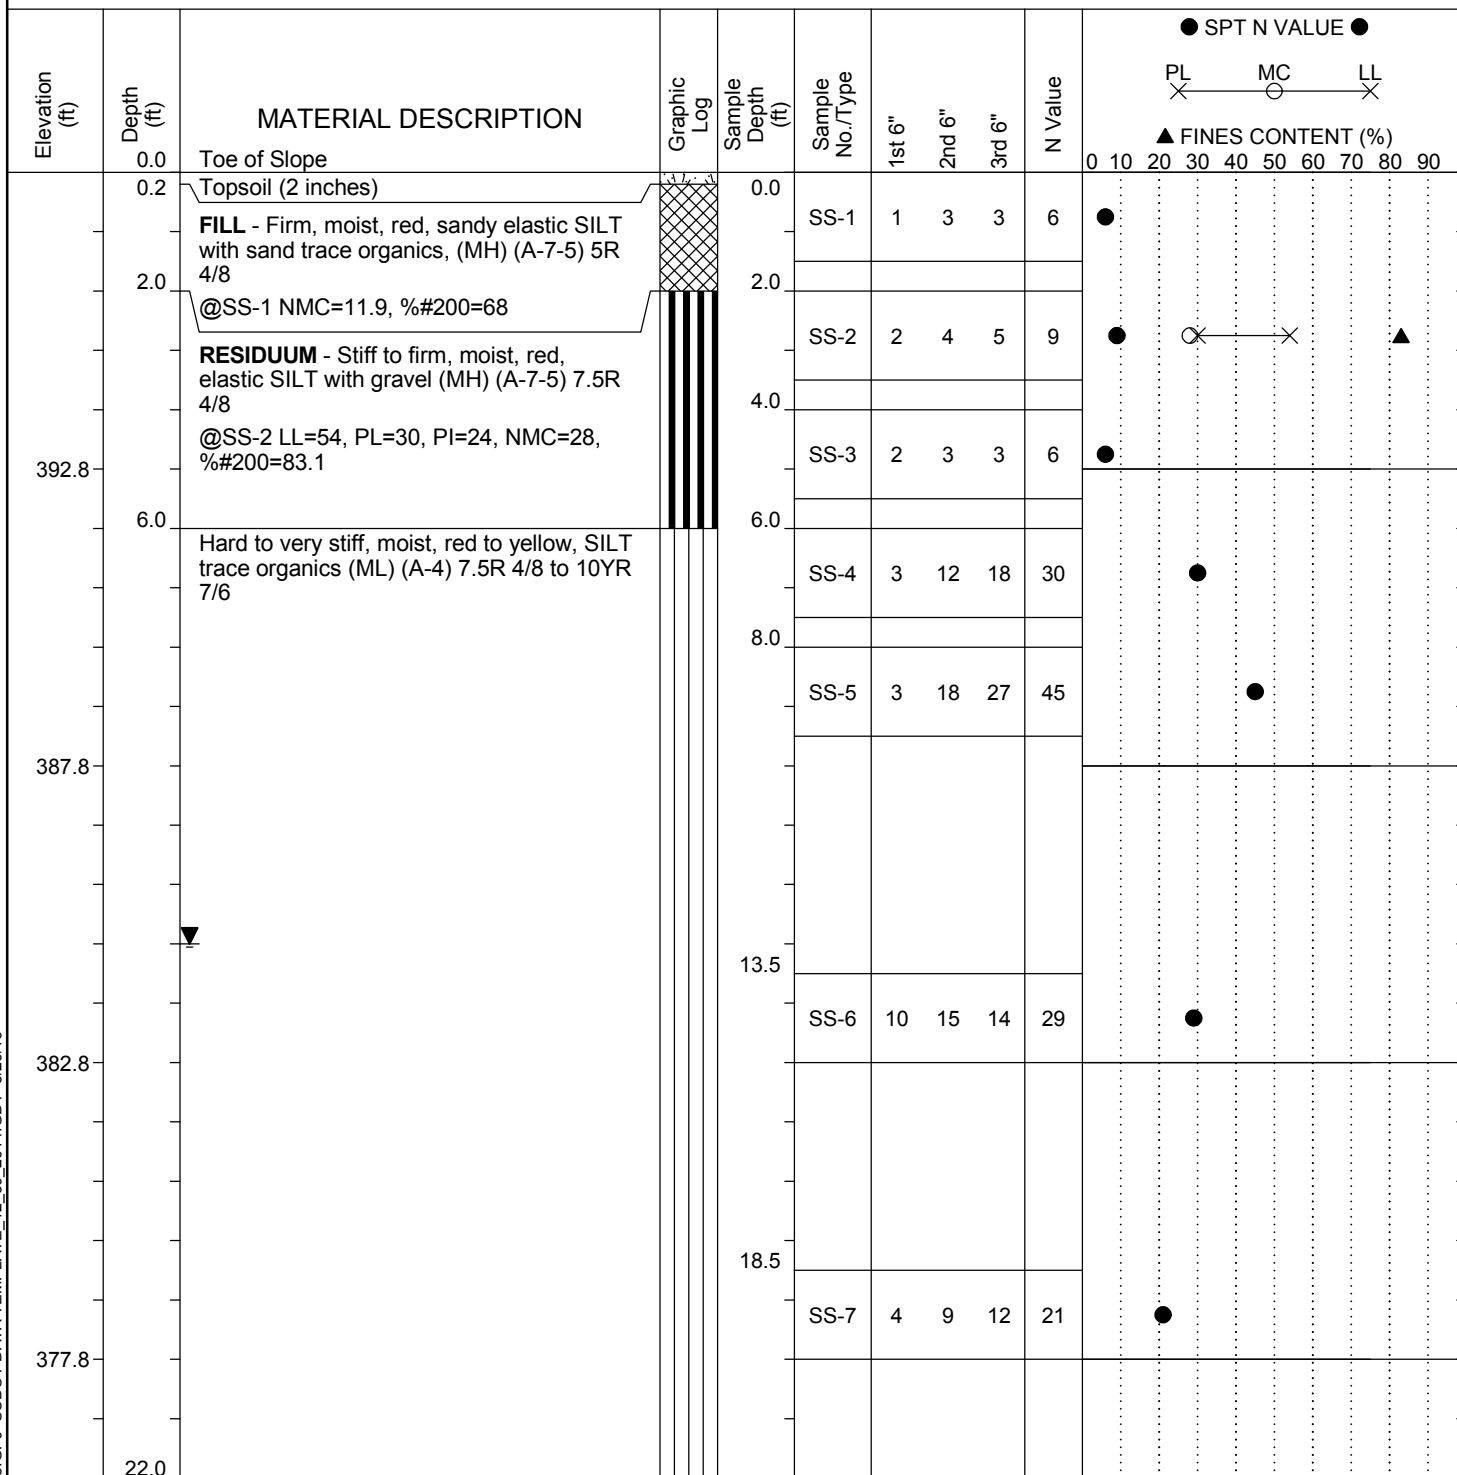 ● SPT N VALUE ●
PL MC LL
▲ FINES CONTENT (%)
0 10 20 30 40 50 60 70 80 90
Elevation (ft)
Depth (ft)
MATERIAL DESCRIPTION
Graphic Log
Sample Depth (ft)
Sample No./Type
1st 6"
2nd 6"
3rd 6"
N Value
0.0 Toe of Slope
0.2 Topsoil (2 inches) 0.0
SS-1 1 3 3 6
FILL - Firm, moist, red, sandy elastic SILT
with sand trace organics, (MH) (A-7-5) 5R
4/8
2.0 2.0
@SS-1 NMC=11.9, %#200=68
SS-2 2 4 5 9
RESIDUUM - Stiff to firm, moist, red,
elastic SILT with gravel (MH) (A-7-5) 7.5R
4/8
4.0
@SS-2 LL=54, PL=30, PI=24, NMC=28,
%#200=83.1
SS-3 2 3 3 6
392.8
6.0 6.0
Hard to very stiff, moist, red to yellow, SILT
trace organics (ML) (A-4) 7.5R 4/8 to 10YR
7/6
SS-4 3 12 18 30
8.0
SS-5 3 18 27 45
387.8
13.5
SS-6 10 15 14 29
382.8
18.5
SS-7 4 9 12 21
377.8
22.0